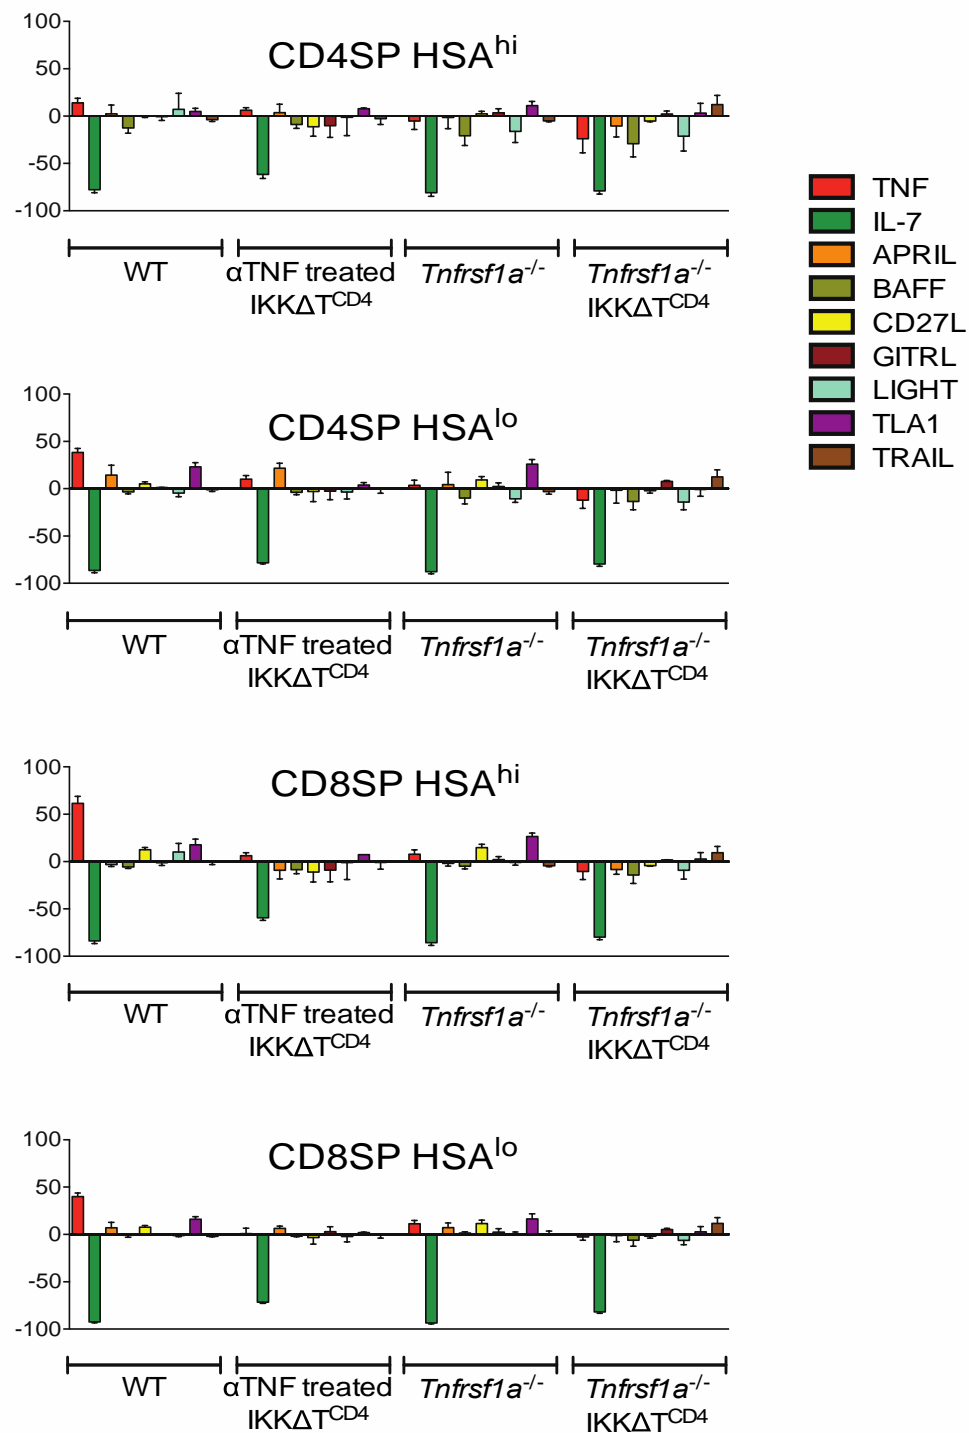 CD4SP HSAhi
100
50
0
-50
-100
WT
αTNF treated
IKKΔTCD4
Tnfrsf1a-/-
Tnfrsf1a-/-
IKKΔTCD4
TNF
IL-7
APRIL
BAFF
CD27L
GITRL
LIGHT
TLA1
TRAIL
CD4SP HSAlo
100
50
0
-50
-100
WT
αTNF treated
IKKΔTCD4
Tnfrsf1a-/-
Tnfrsf1a-/-
IKKΔTCD4
CD8SP HSAhi
100
50
0
-50
-100
WT
αTNF treated
IKKΔTCD4
Tnfrsf1a-/-
Tnfrsf1a-/-
IKKΔTCD4
CD8SP HSAlo
100
50
0
-50
-100
WT
αTNF treated
IKKΔTCD4
Tnfrsf1a-/-
Tnfrsf1a-/-
IKKΔTCD4